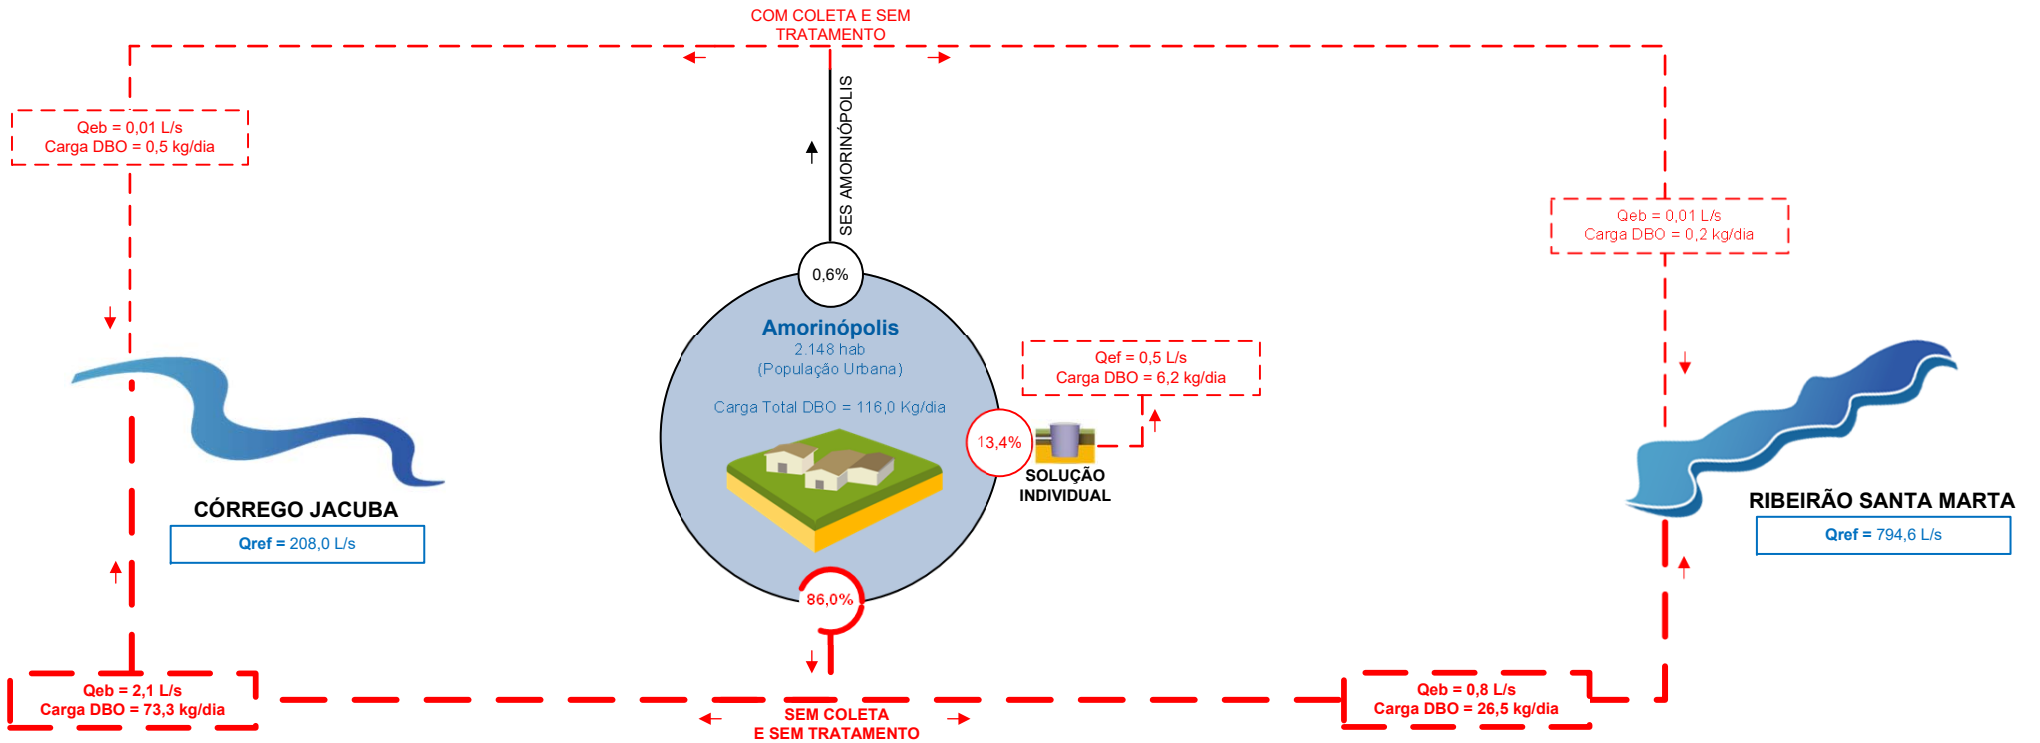 COM COLETA E SEM
TRATAMENTO
Qeb = 0,01 L/s
Carga DBO = 0,5 kg/dia
SES AMORINÓPOLIS
Qeb = 0,01 L/s
Carga DBO = 0,2 kg/dia
0,6%
Amorinópolis
2.148 hab
(População Urbana)
Carga Total DBO = 116,0 Kg/dia
Qef = 0,5 L/s
Carga DBO = 6,2 kg/dia
13,4%
SOLUÇÃO
INDIVIDUAL
CÓRREGO JACUBA
Qref = 208,0 L/s
RIBEIRÃO SANTA MARTA
Qref = 794,6 L/s
86,0%
Qeb = 2,1 L/s
Carga DBO = 73,3 kg/dia
SEM COLETA
E SEM TRATAMENTO
Qeb = 0,8 L/s
Carga DBO = 26,5 kg/dia